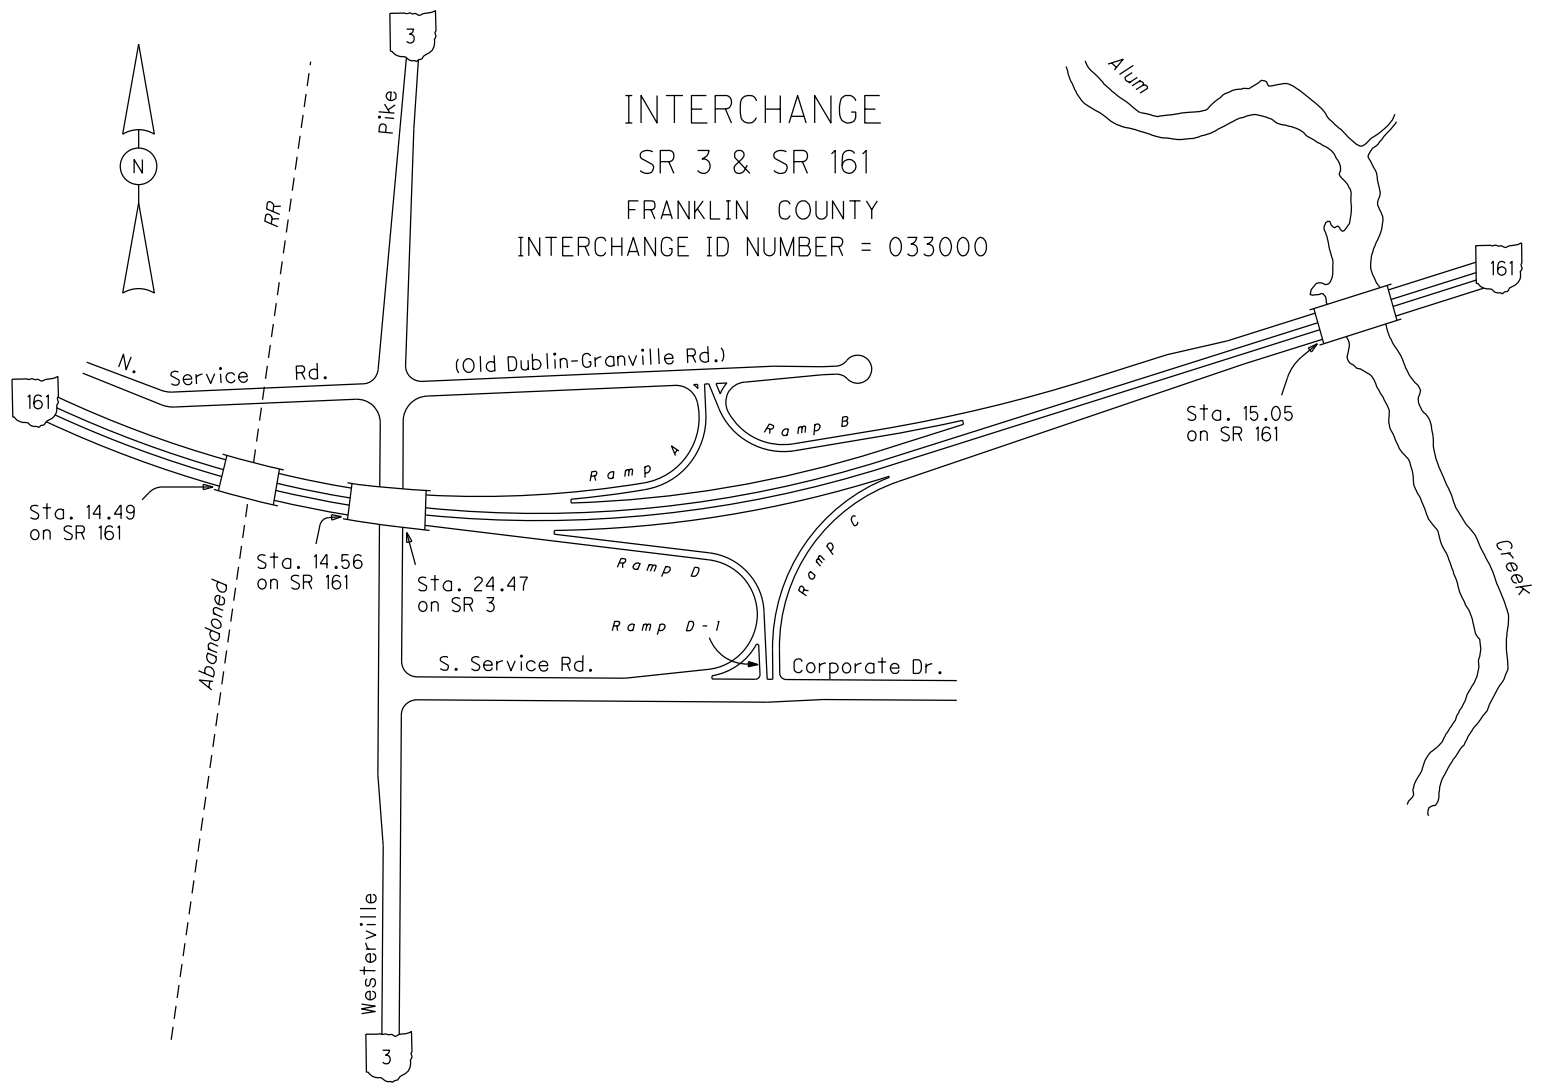 3
Pike
Alum
INTERCHANGE
SR 3 & SR 161
FRANKLIN COUNTY
INTERCHANGE ID NUMBER = 033000
N
RR
161
N.
Service Rd.
(Old Dublin-Granville Rd.)
161
Sta. 15.05
on SR 161
Ramp A
Ramp B
Sta. 14.49
on SR 161
Sta. 14.56
on SR 161
Sta. 24.47
on SR 3
Ramp C
Ramp D
Ramp D-1
Creek
Abandoned
S. Service Rd.
Corporate Dr.
Westerville
3